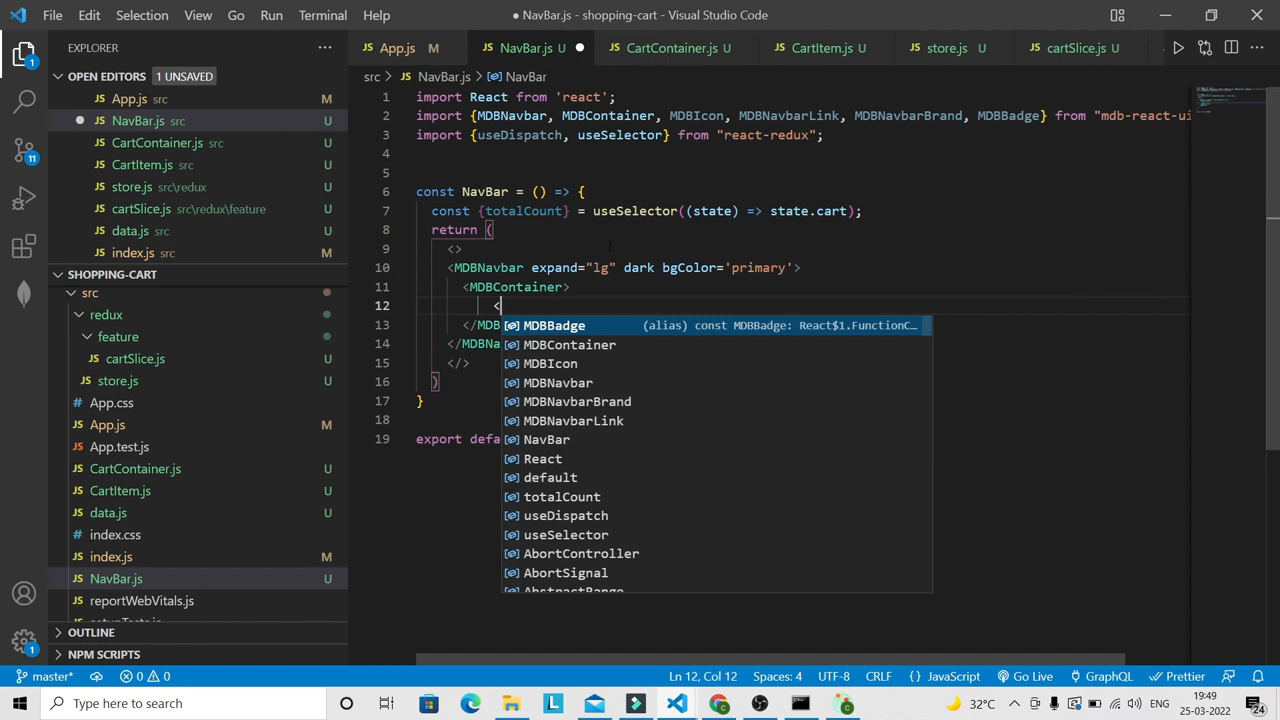 File Edit Selection View Go Run Terminal Help
● NavBar.js - shopping-cart - Visual Studio Code
EXPLORER
OPEN EDITORS 1 UNSAVED
JS App.js src M
JS NavBar.js src U
JS CartContainer.js src U
JS CartItem.js src U
JS store.js src\redux U
JS cartSlice.js src\redux\feature U
JS data.js src U
JS index.js src M
SHOPPING-CART
src
redux
feature
JS cartSlice.js U
JS store.js U
# App.css
JS App.js M
JS App.test.js
JS CartContainer.js U
JS CartItem.js U
JS data.js U
# index.css
JS index.js M
JS NavBar.js U
JS reportWebVitals.js
OUTLINE
NPM SCRIPTS
1
11
1
JS App.js M JS NavBar.js U JS CartContainer.js U JS CartItem.js U JS store.js U JS cartSlice.js U
src > JS NavBar.js > NavBar
1 import React from 'react';
2 import {MDBNavbar, MDBContainer, MDBIcon, MDBNavbarLink, MDBNavbarBrand, MDBBadge} from "mdb-react-ui
3 import {useDispatch, useSelector} from "react-redux";
4
5
6 const NavBar = () => {
7 const {totalCount} = useSelector((state) => state.cart);
8 return (
9 <>
10 <MDBNavbar expand="lg" dark bgColor='primary'>
11 <MDBContainer>
12 <
13 </MDB
14 </MDBNa
15 </>
16 )
17 }
18
19 export defa
MDBBadge (alias) const MDBBadge: React$1.FunctionC…
MDBContainer
MDBIcon
MDBNavbar
MDBNavbarBrand
MDBNavbarLink
NavBar
React
default
totalCount
useDispatch
useSelector
AbortController
AbortSignal
AbstractRange
master* 0 0 Ln 12, Col 12 Spaces: 4 UTF-8 CRLF JavaScript Go Live GraphQL Prettier
Type here to search
32°C ENG 19:49 25-03-2022 24